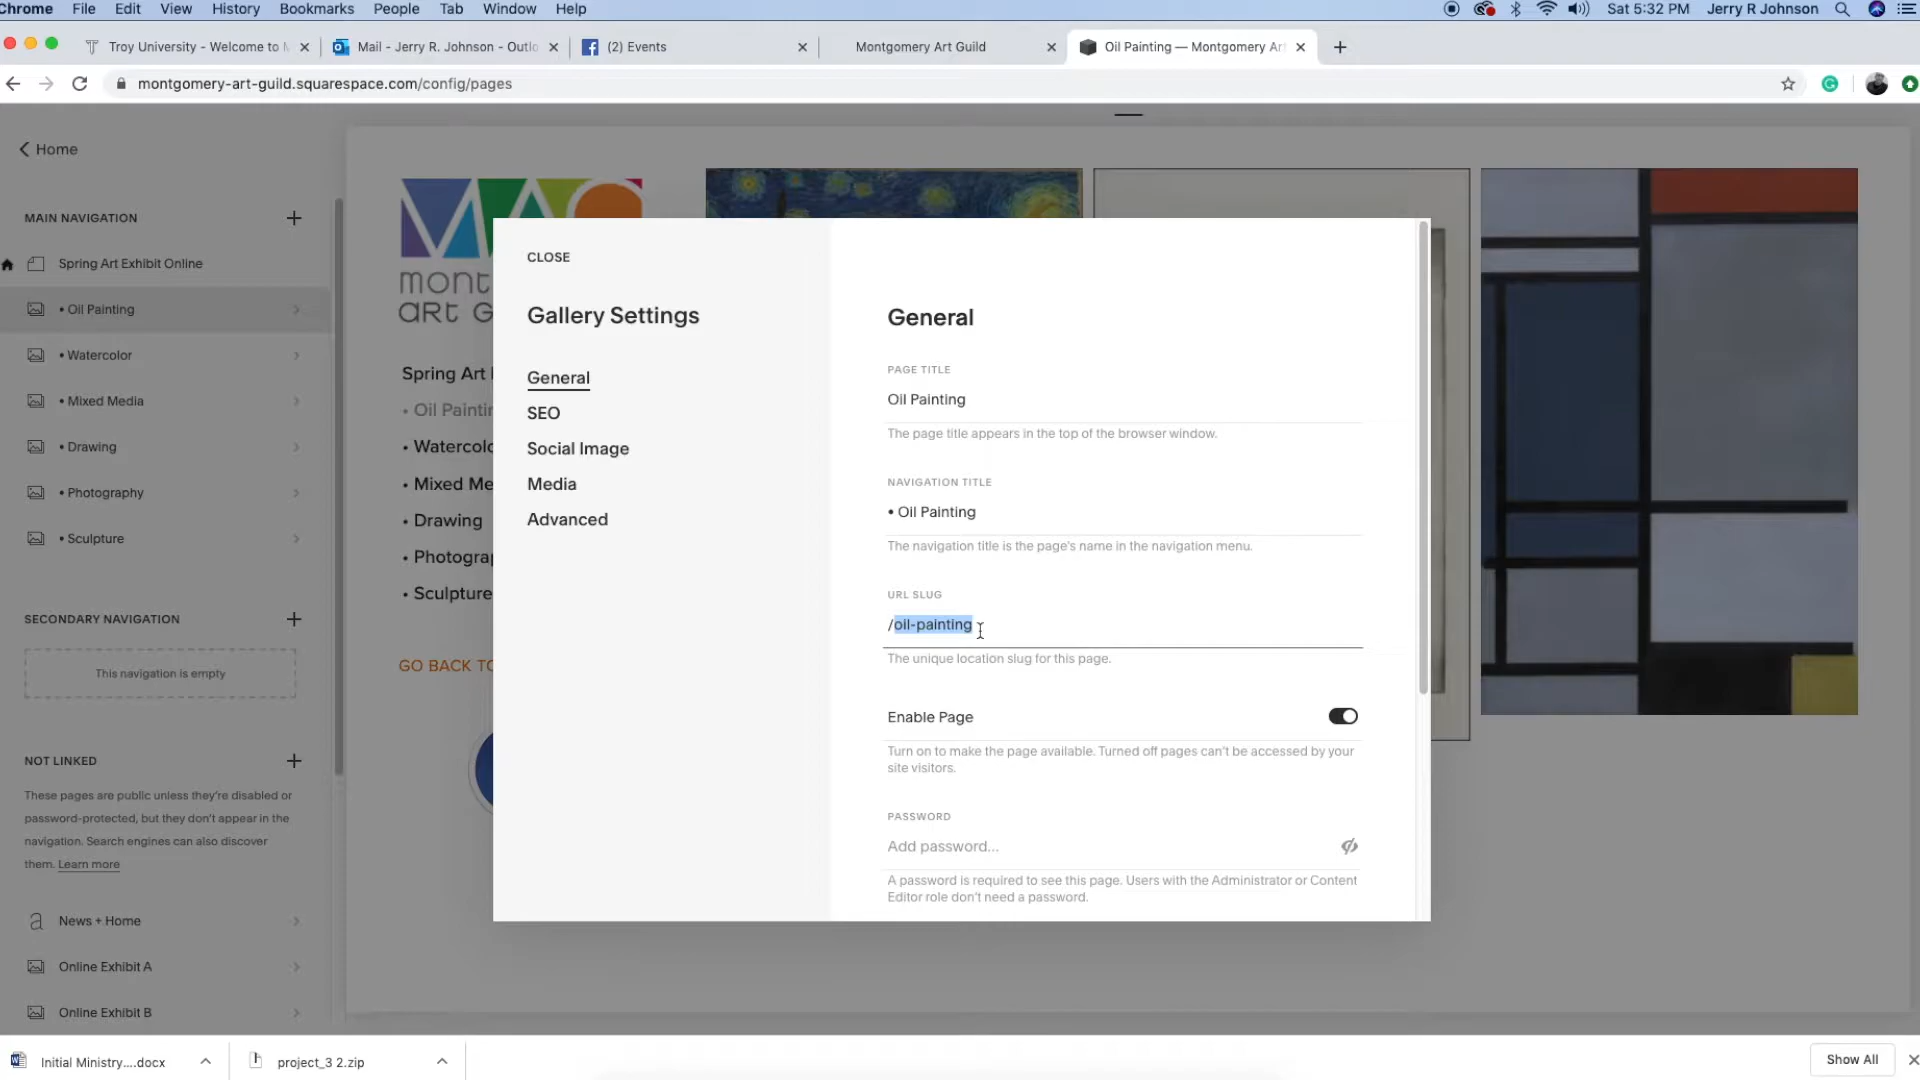 Chrome File Edit View History Bookmarks People Tab Window Help Sat 5:32 PM Jerry R Johnson
Troy University - Welcome to Mail - Jerry R. Johnson - Outlo (2) Events Montgomery Art Guild Oil Painting — Montgomery Art
montgomery-art-guild.squarespace.com/config/pages
Home
MAIN NAVIGATION
Spring Art Exhibit Online
• Oil Painting
• Watercolor
• Mixed Media
• Drawing
• Photography
• Sculpture
SECONDARY NAVIGATION
This navigation is empty
NOT LINKED
These pages are public unless they're disabled or
password-protected, but they don't appear in the
navigation. Search engines can also discover
them. Learn more
News + Home
Online Exhibit A
Online Exhibit B
mont
ART G
Spring Art
• Oil Paintin
• Watercolo
• Mixed Me
• Drawing
• Photograp
• Sculpture
GO BACK TO
CLOSE
Gallery Settings
General
SEO
Social Image
Media
Advanced
General
PAGE TITLE
Oil Painting
The page title appears in the top of the browser window.
NAVIGATION TITLE
• Oil Painting
The navigation title is the page's name in the navigation menu.
URL SLUG
/oil-painting
The unique location slug for this page.
Enable Page
Turn on to make the page available. Turned off pages can't be accessed by your
site visitors.
PASSWORD
Add password...
A password is required to see this page. Users with the Administrator or Content
Editor role don't need a password.
Initial Ministry....docx project_3 2.zip Show All